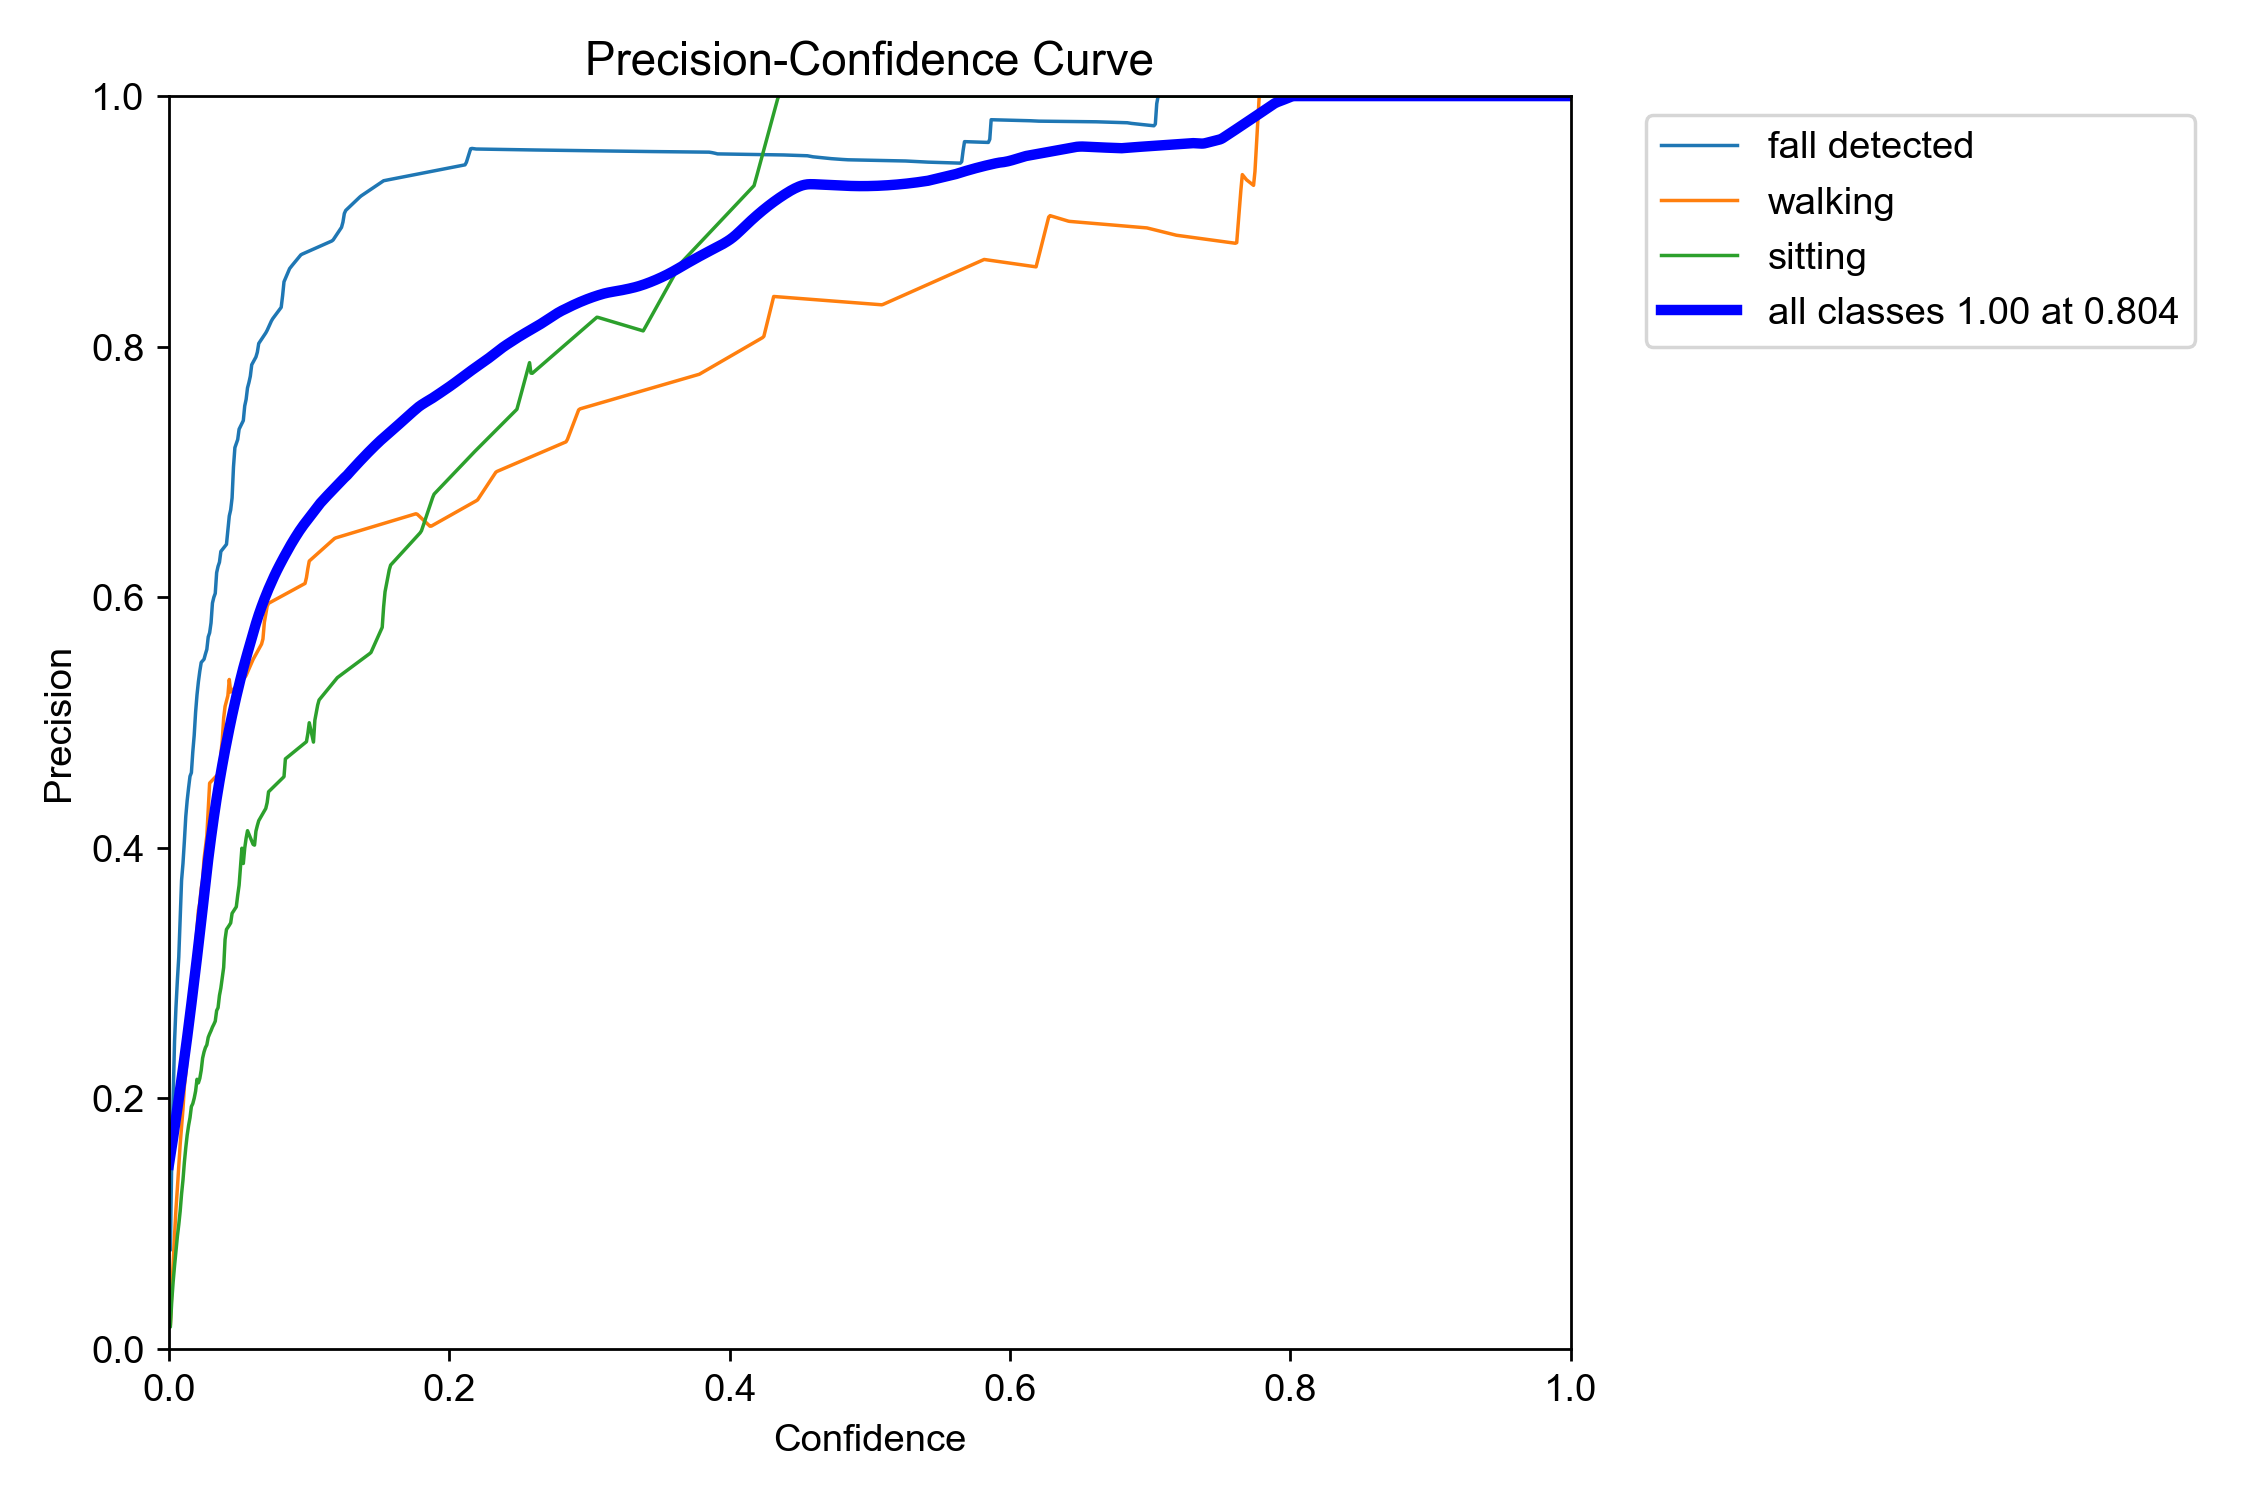 Precision-Confidence Curve
1.0
0.8
0.6
0.4
0.2
0.0
Precision
0.0 0.2 0.4 0.6 0.8 1.0
Confidence
fall detected
walking
sitting
all classes 1.00 at 0.804